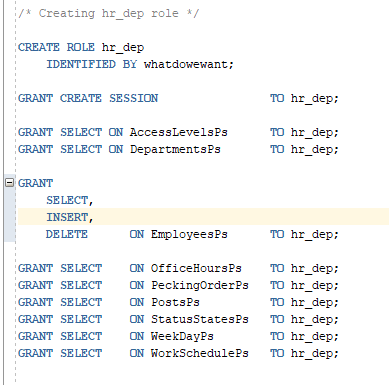 /* Creating hr_dep role */
CREATE ROLE hr_dep
IDENTIFIED BY whatdowewant;
GRANT CREATE SESSION TO hr_dep;
GRANT SELECT ON AccessLevelsPs TO hr_dep;
GRANT SELECT ON DepartmentsPs TO hr_dep;
GRANT
SELECT,
INSERT,
DELETE ON EmployeesPs TO hr_dep;
GRANT SELECT ON OfficeHoursPs TO hr_dep;
GRANT SELECT ON PeckingOrderPs TO hr_dep;
GRANT SELECT ON PostsPs TO hr_dep;
GRANT SELECT ON StatusStatesPs TO hr_dep;
GRANT SELECT ON WeekDayPs TO hr_dep;
GRANT SELECT ON WorkSchedulePs TO hr_dep;